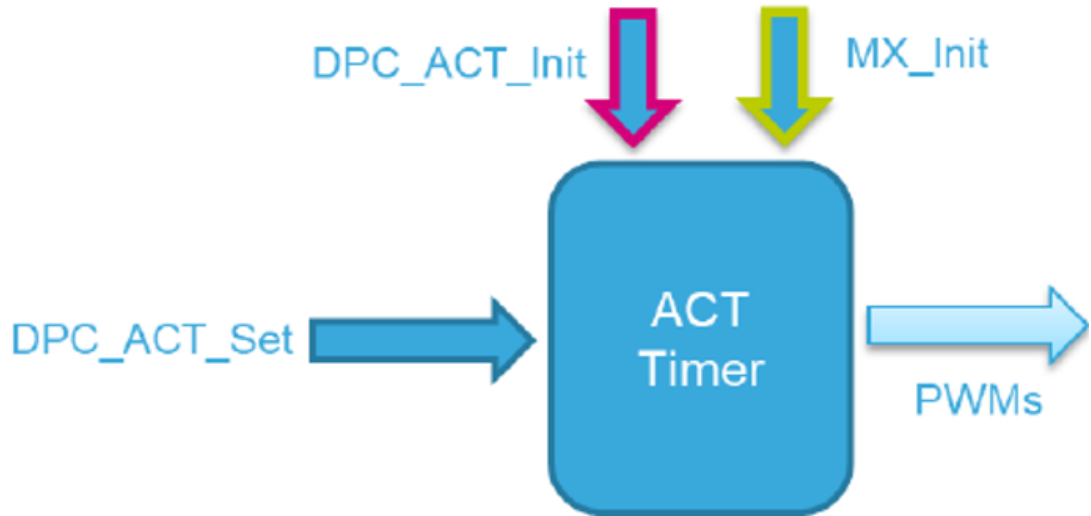 DPC_ACT_Init
MX_Init
DPC_ACT_Set
ACT
Timer
PWMs